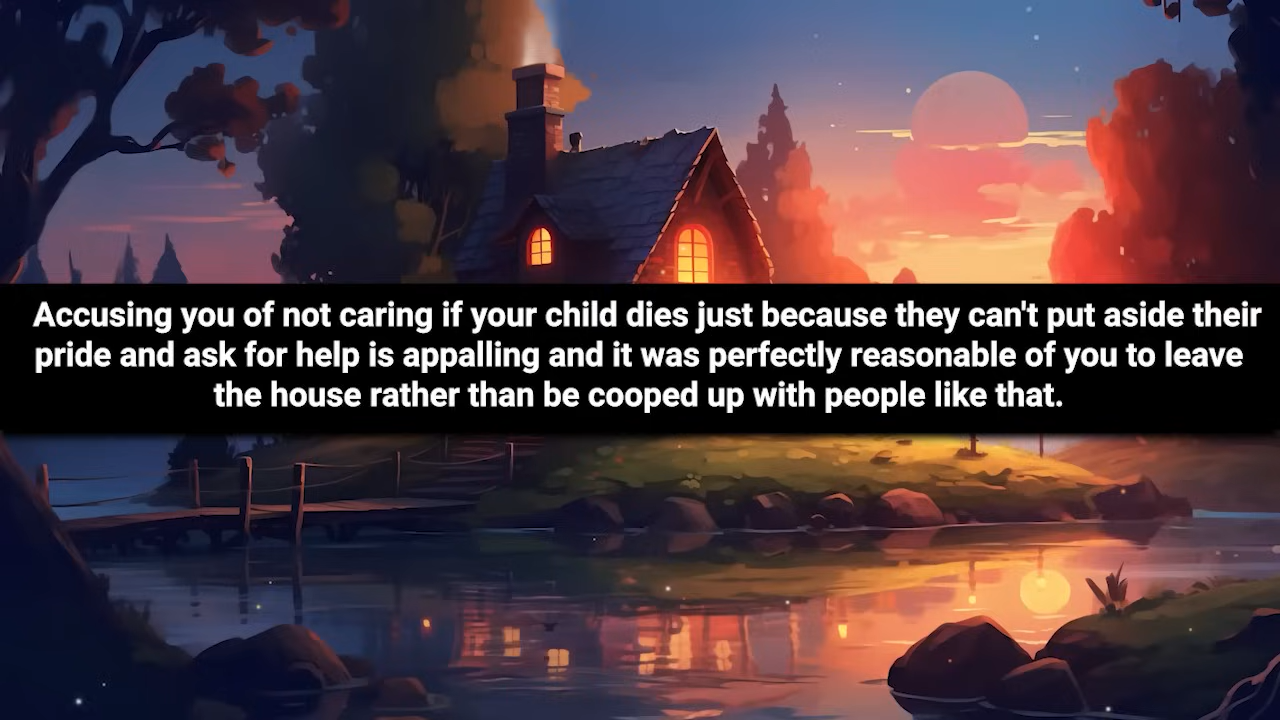 Accusing you of not caring if your child dies just because they can't put aside their
pride and ask for help is appalling and it was perfectly reasonable of you to leave
the house rather than be cooped up with people like that.